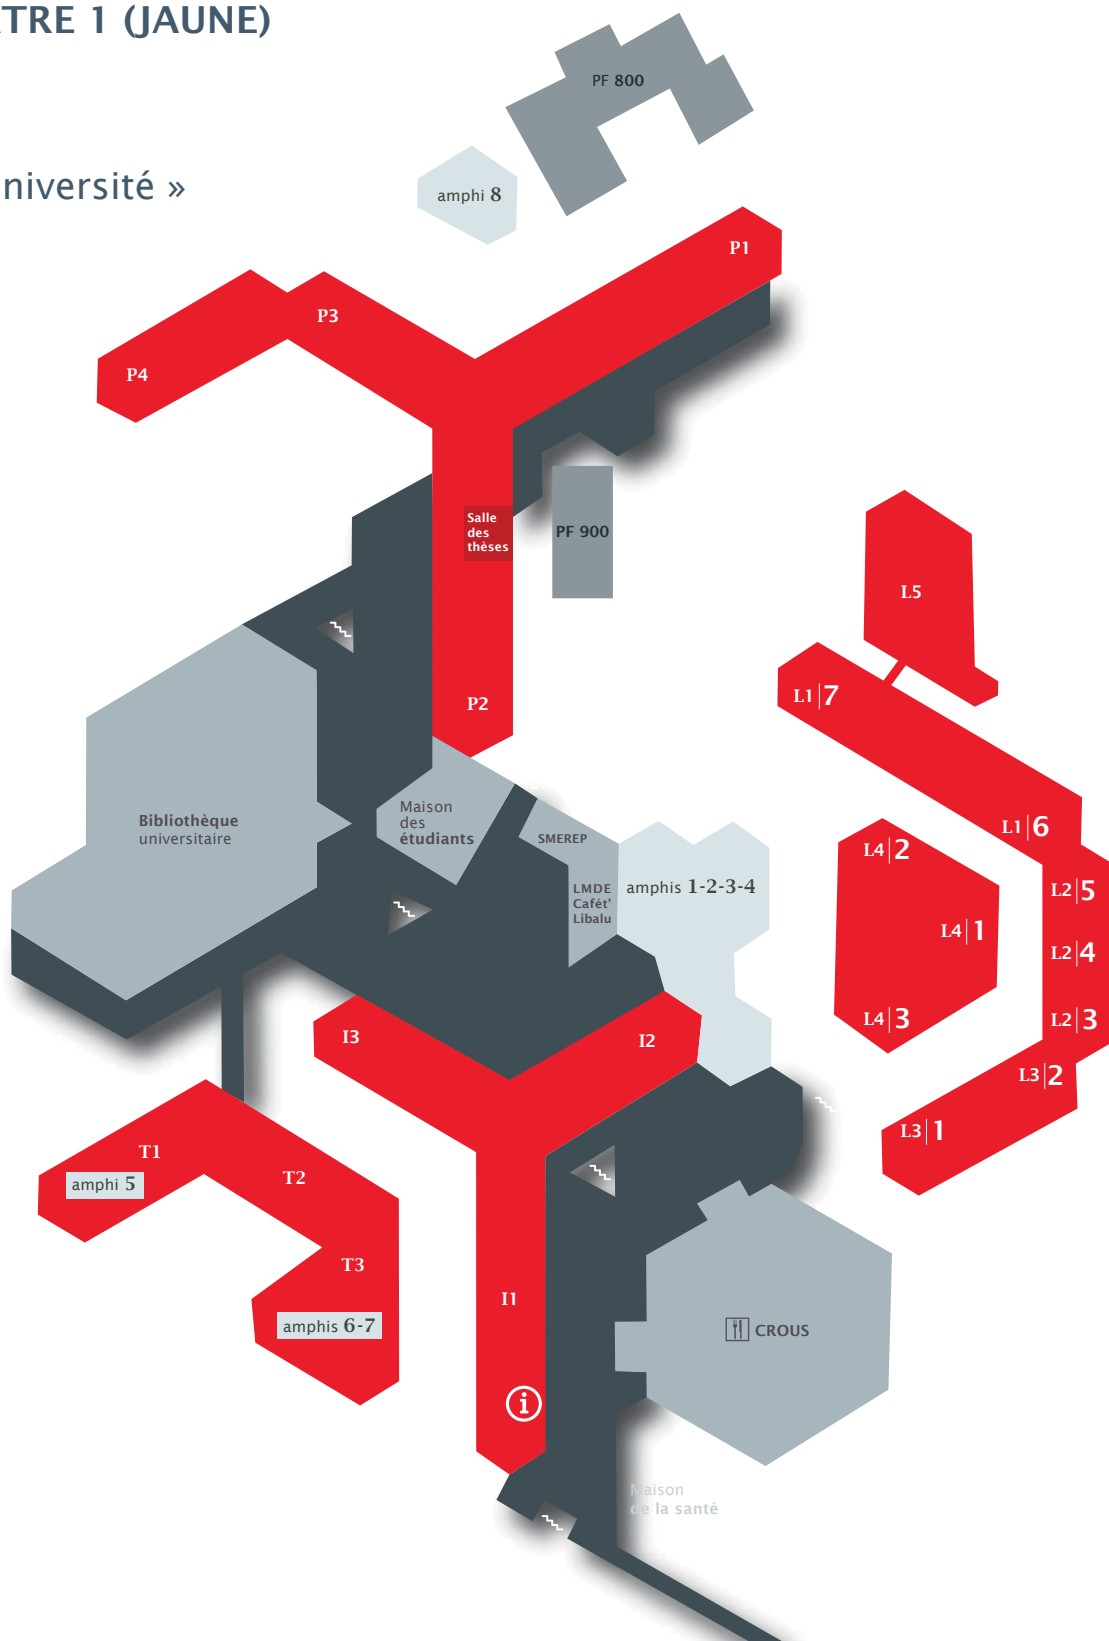 TRE 1 (JAUNE)
niversité »
PF 800
amphi 8
P1
P3
P4
Salle
des
thèses
PF 900
L5
P2
L1|7
Maison
des
étudiants
Bibliothèque
universitaire
SMEREP
L1|6
L4|2
LMDE
Cafét'
Libalu
amphis 1-2-3-4
L2|5
L4|1
L2|4
L4|3
L2|3
I3
I2
L3|2
L3|1
T1
amphi 5
T2
T3
I1
amphis 6-7
CROUS
i
Maison
de la santé